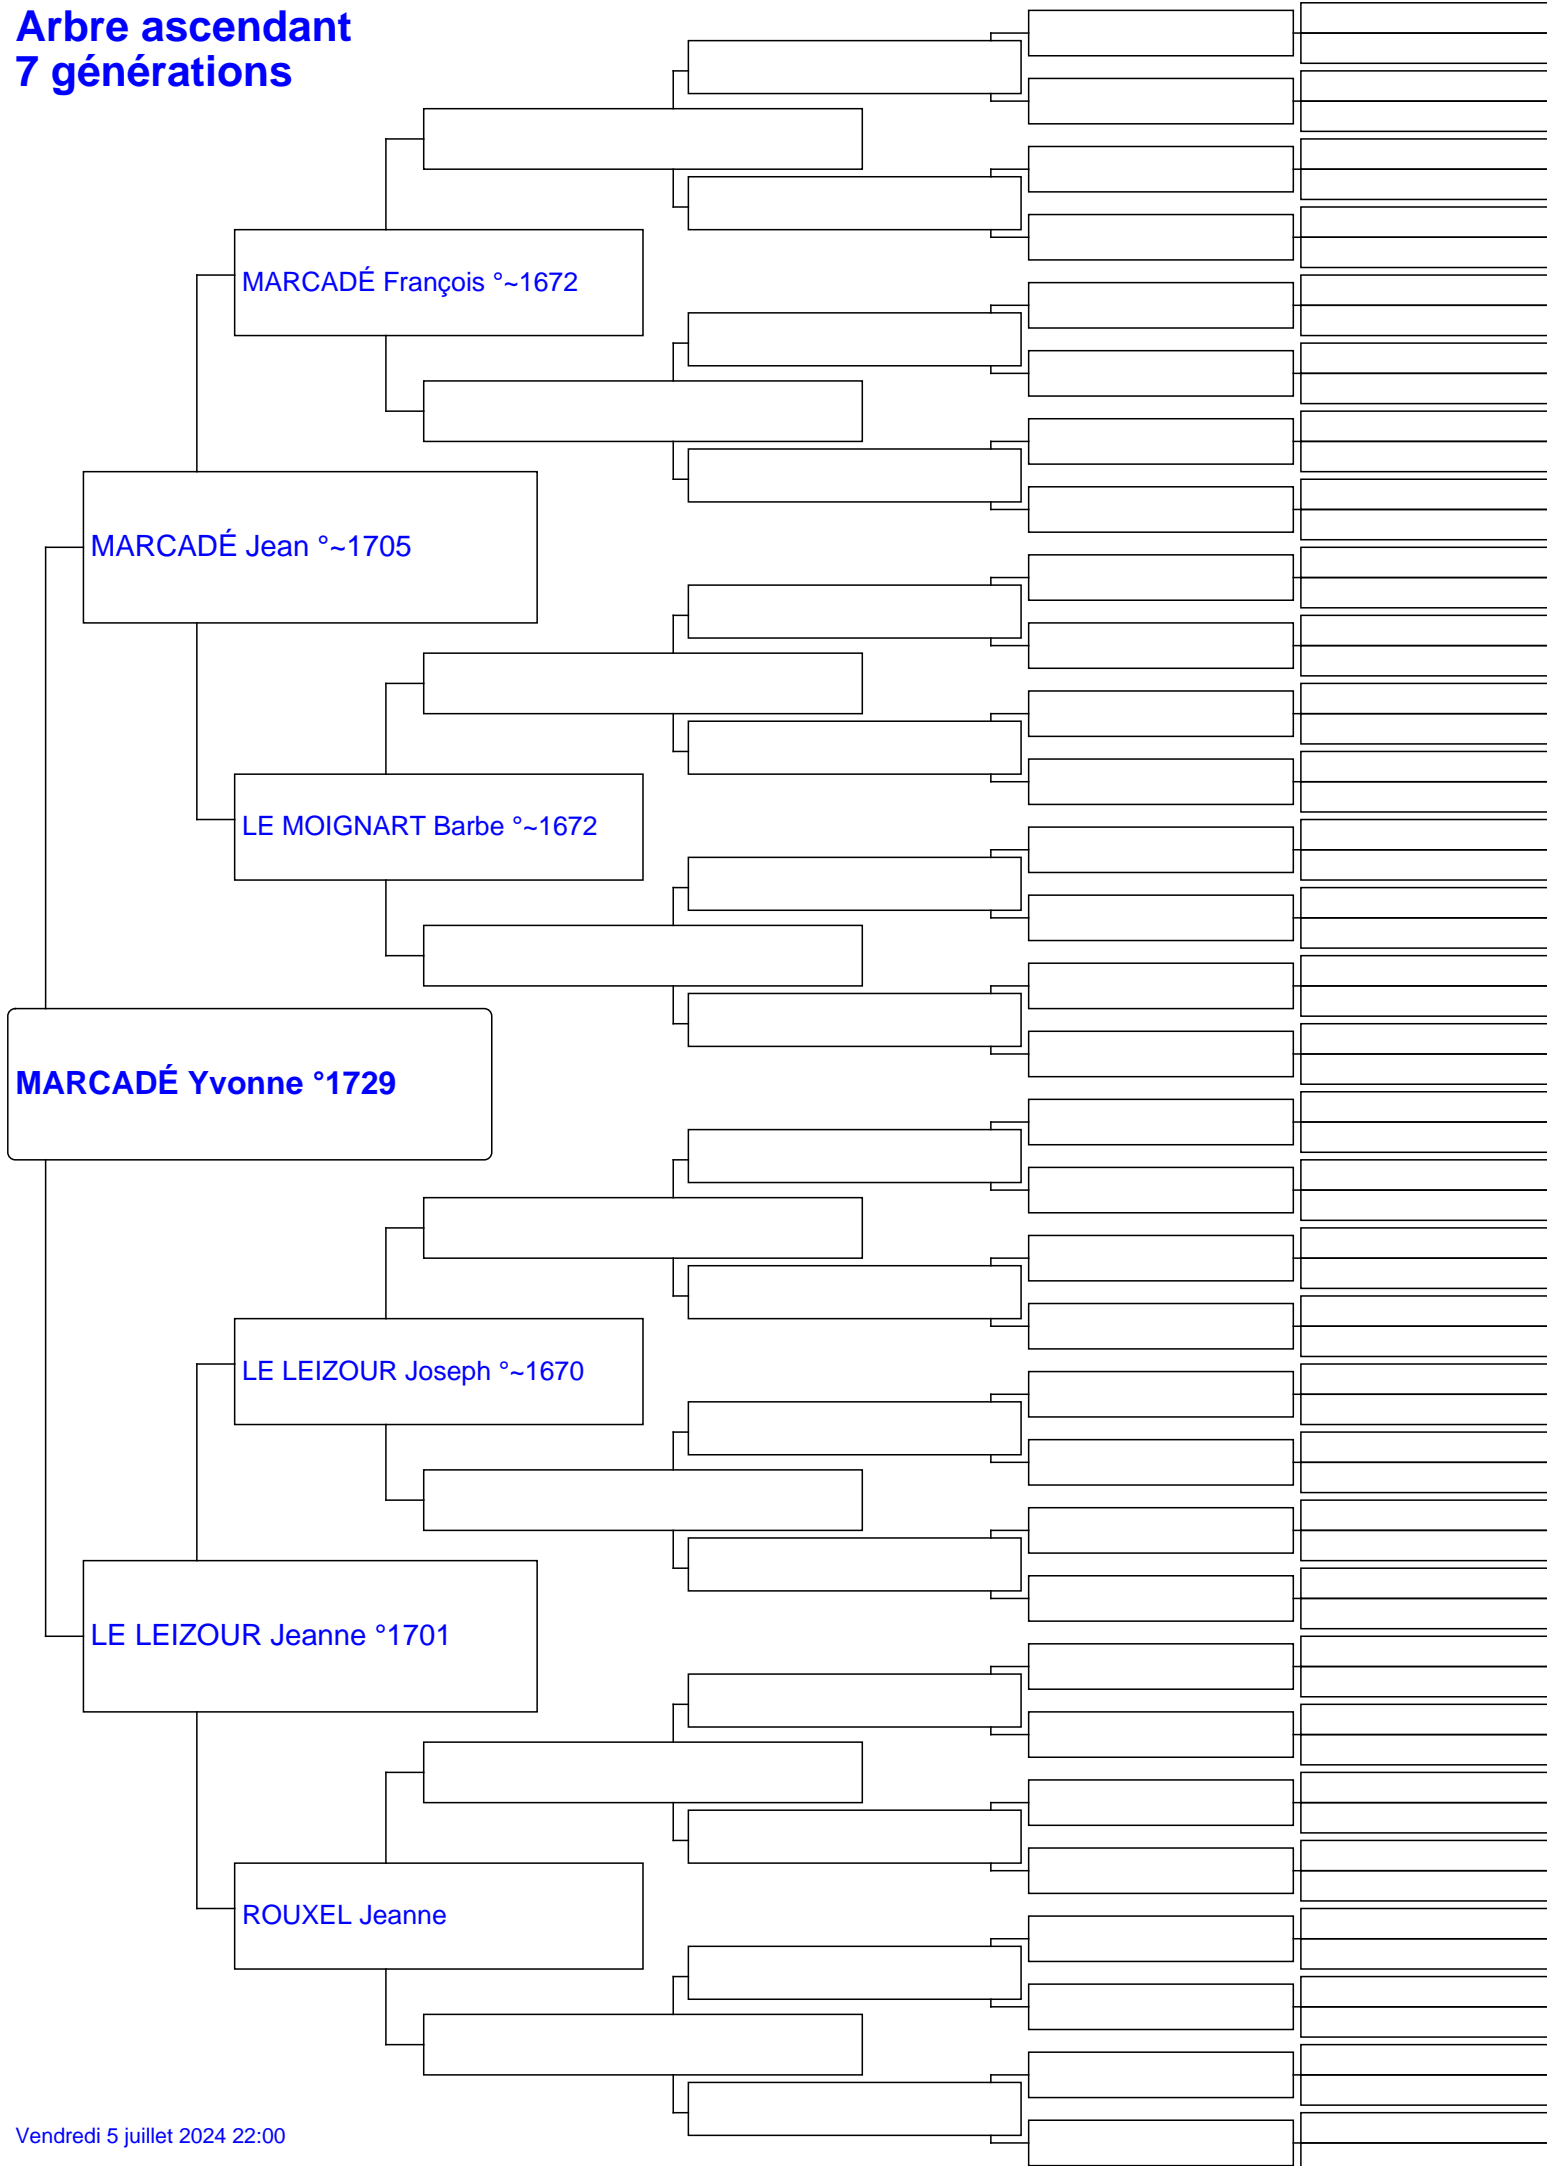 Arbre ascendant
7 générations
MARCADÉ François °~1672
MARCADÉ Jean °~1705
LE MOIGNART Barbe °~1672
MARCADÉ Yvonne °1729
LE LEIZOUR Joseph °~1670
LE LEIZOUR Jeanne °1701
ROUXEL Jeanne
Vendredi 5 juillet 2024 22:00